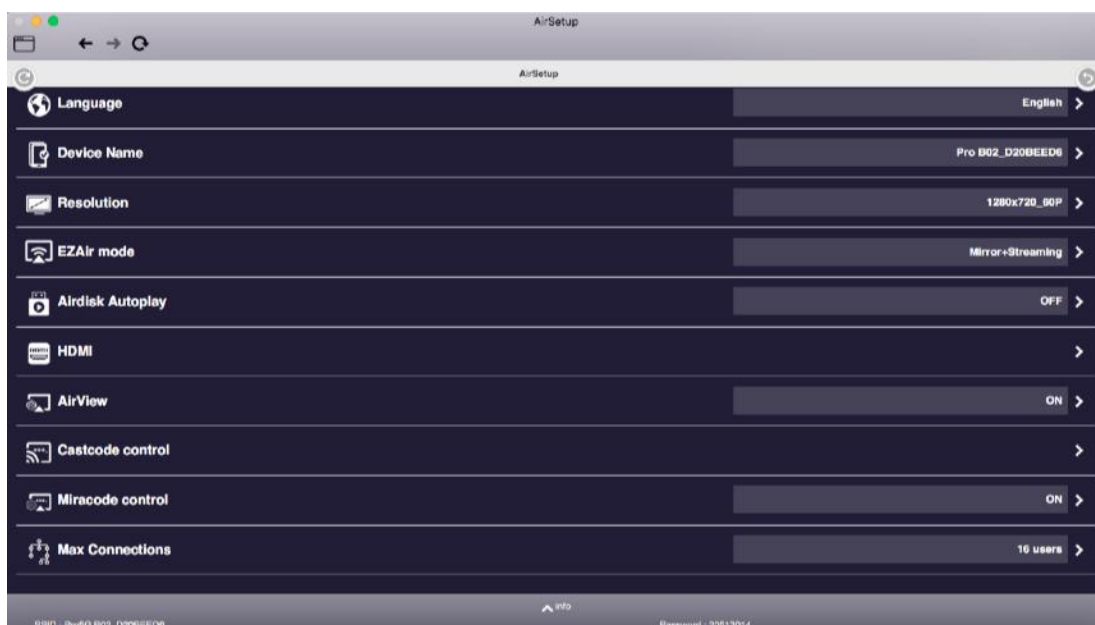 AirSetup
AirSetup
Language English
Device Name Pro B02_D20BEED6
Resolution 1280x720_60P
EZAir mode Mirror+Streaming
Airdisk Autoplay OFF
HDMI
AirView ON
Castcode control
Miracode control ON
Max Connections 16 users
info